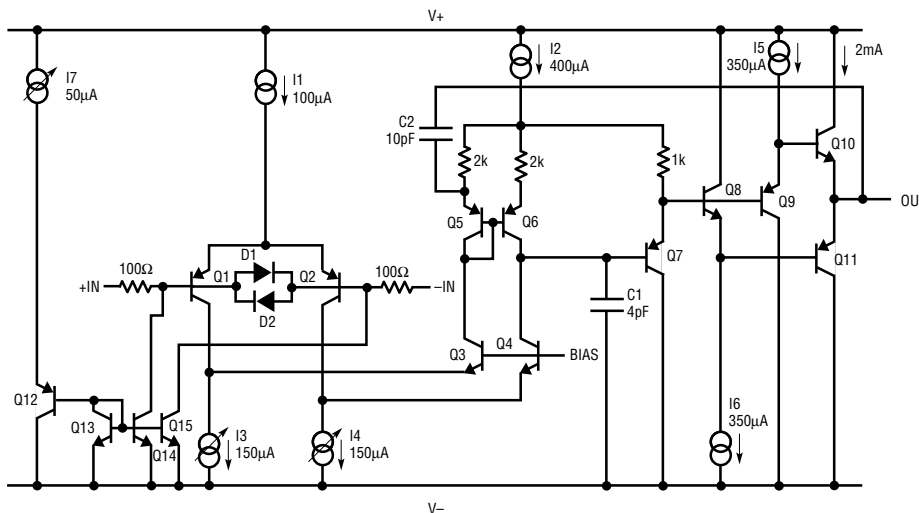 V+
I7
50μA
I1
100μA
I2
400μA
I5
350μA
2mA
C2
10pF
2k
2k
1k
Q10
Q8
Q9
OU
Q5
Q6
Q7
Q11
D1
100Ω
Q1
Q2
100Ω
+IN
–IN
D2
C1
4pF
Q3
Q4
BIAS
Q12
Q13
Q15
Q14
I3
150μA
I4
150μA
I6
350μA
V–